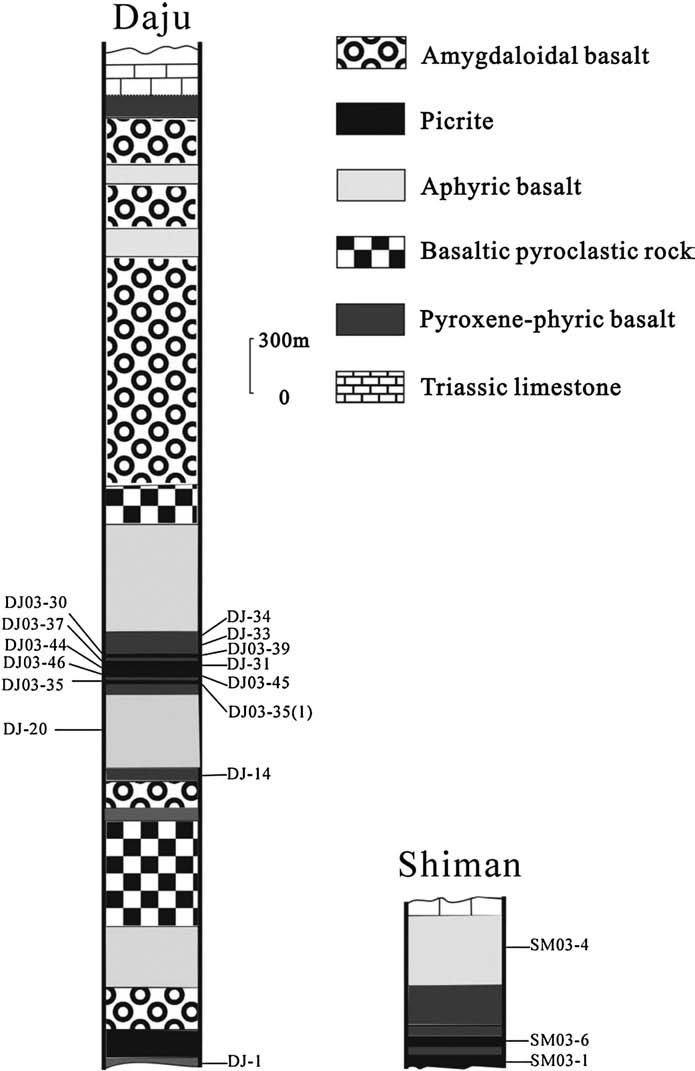 Daju
Amygdaloidal basalt
Picrite
Aphyric basalt
Basaltic pyroclastic rock
Pyroxene-phyric basalt
Triassic limestone
300m
0
DJ03-30
DJ03-37
DJ03-44
DJ03-46
DJ03-35
DJ-20
DJ-34
DJ-33
DJ03-39
DJ-31
DJ03-45
DJ03-35(1)
DJ-14
DJ-1
Shiman
SM03-4
SM03-6
SM03-1